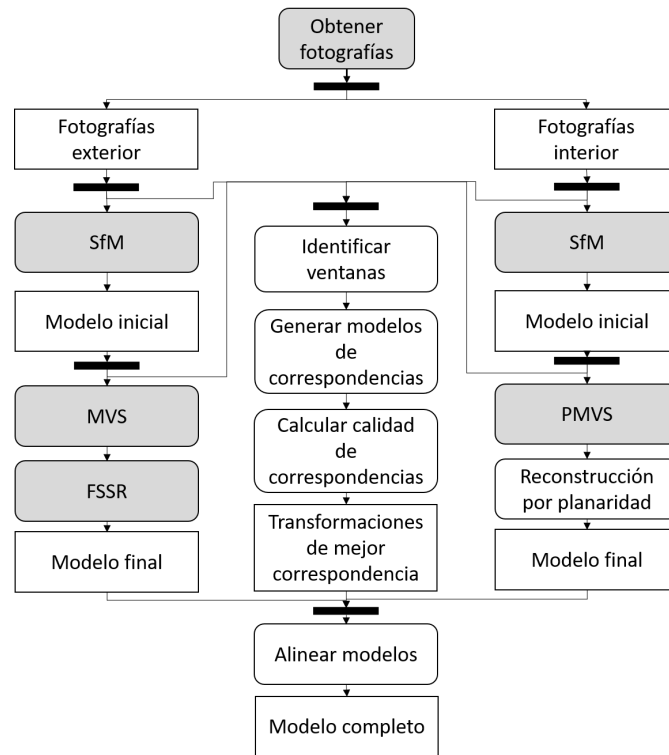 Obtener
fotografías
Fotografías
exterior
Fotografías
interior
SfM
Identificar
ventanas
SfM
Modelo inicial
Generar modelos
de
correspondencias
Modelo inicial
MVS
Calcular calidad
de
correspondencias
PMVS
FSSR
Reconstrucción
por planaridad
Modelo final
Transformaciones
de mejor
correspondencia
Modelo final
Alinear modelos
Modelo completo